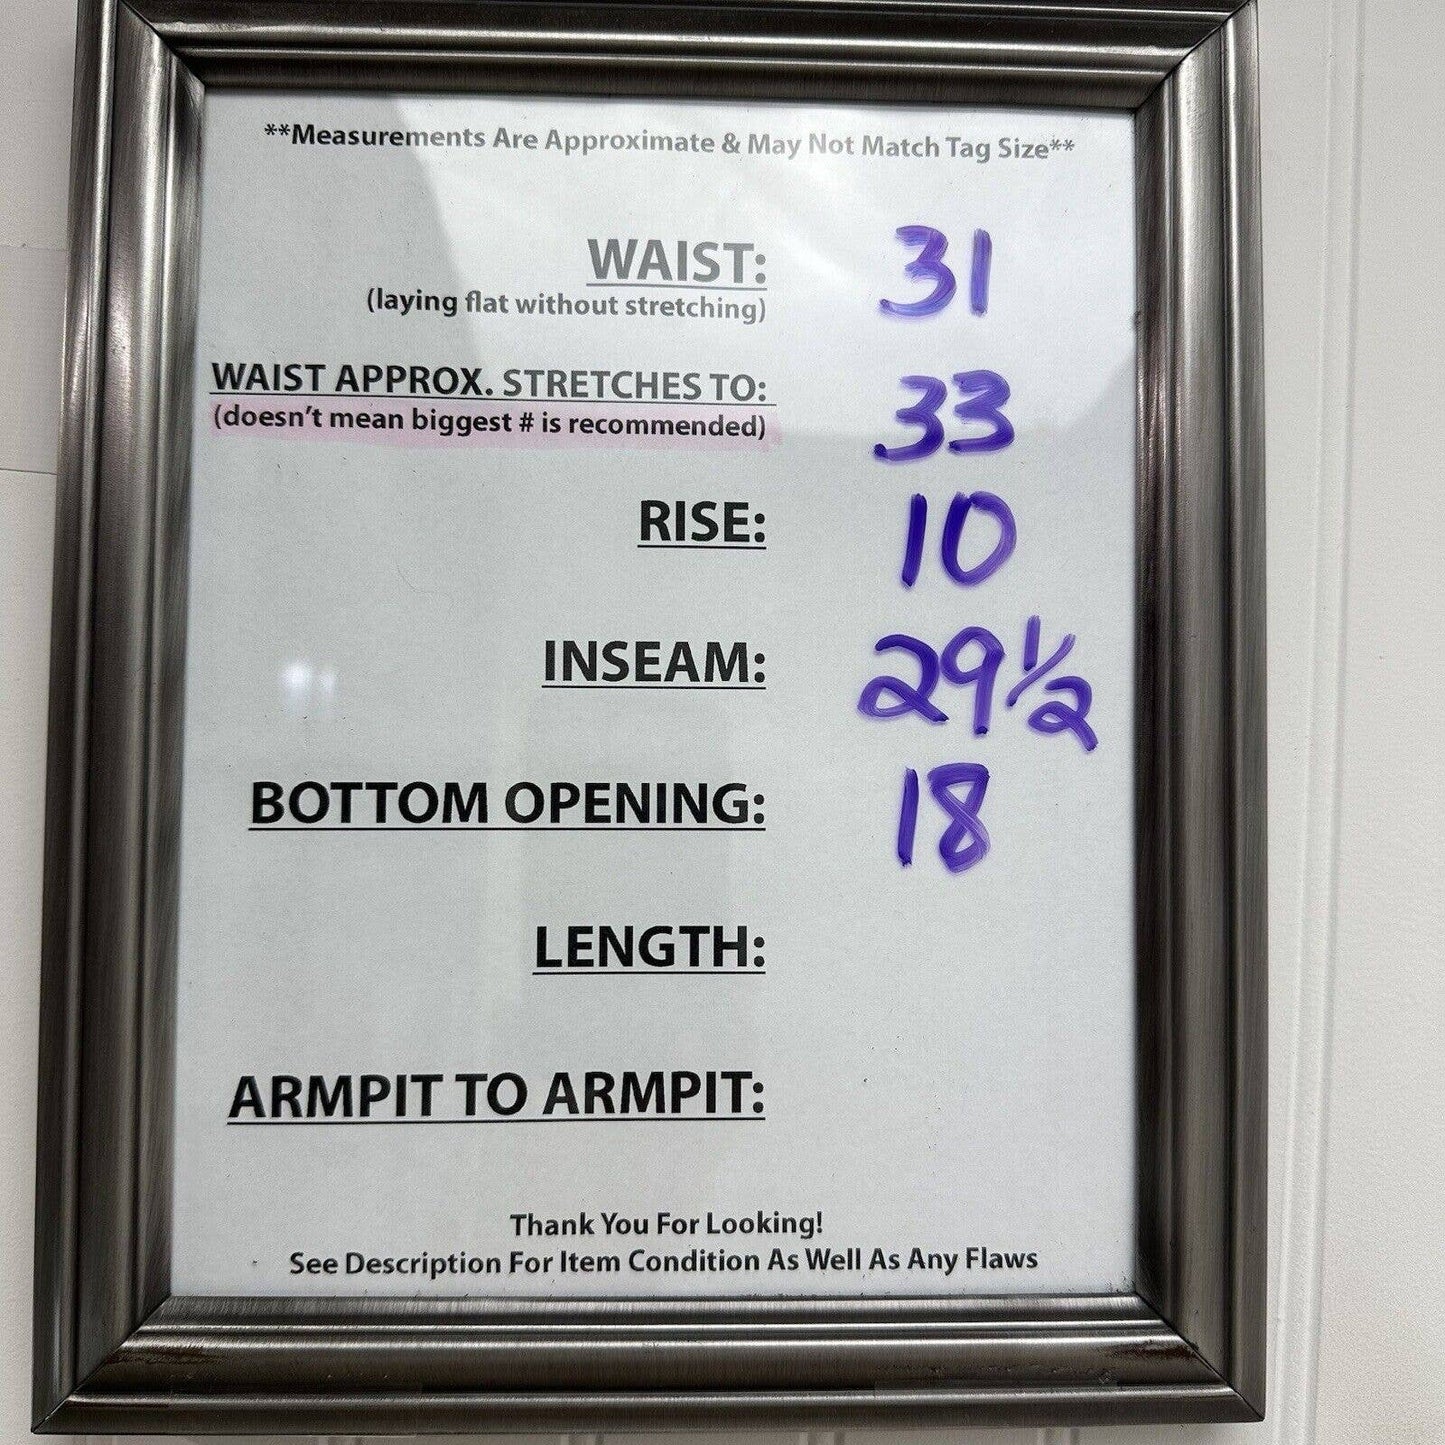 **Measurements Are Approximate & May Not Match Tag Size**
WAIST: 31
(laying flat without stretching)
WAIST APPROX. STRETCHES TO: 33
(doesn't mean biggest # is recommended)
RISE: 10
INSEAM: 29 1/2
BOTTOM OPENING: 18
LENGTH:
ARMPIT TO ARMPIT:
Thank You For Looking!
See Description For Item Condition As Well As Any Flaws